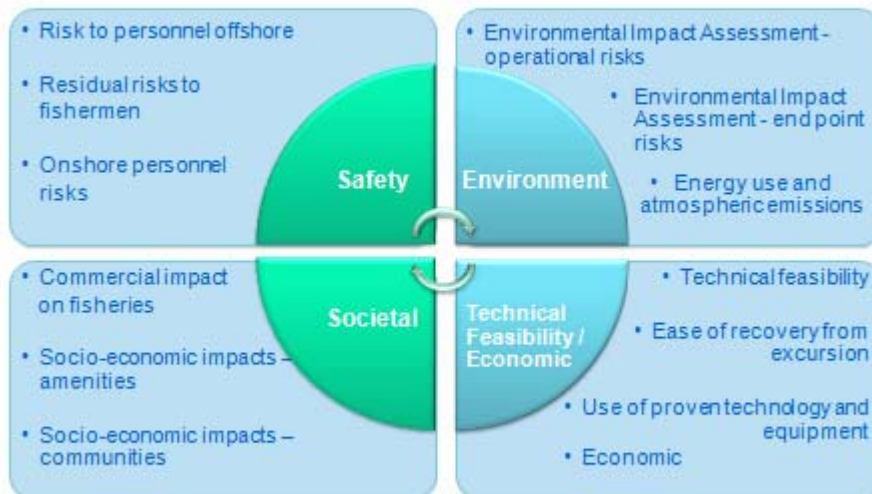 • Risk to personnel offshore
• Residual risks to
fishermen
• Onshore personnel
risks
Safety
• Environmental Impact Assessment -
operational risks
• Environmental Impact
Assessment - end point
risks
• Energy use and
atmospheric emissions
Environment
• Commercial impact
on fisheries
• Socio-economic impacts –
amenities
• Socio-economic impacts –
communities
Societal
Technical
Feasibility /
Economic
• Technical feasibility
• Ease of recovery from
excursion
• Use of proven technology and
equipment
• Economic